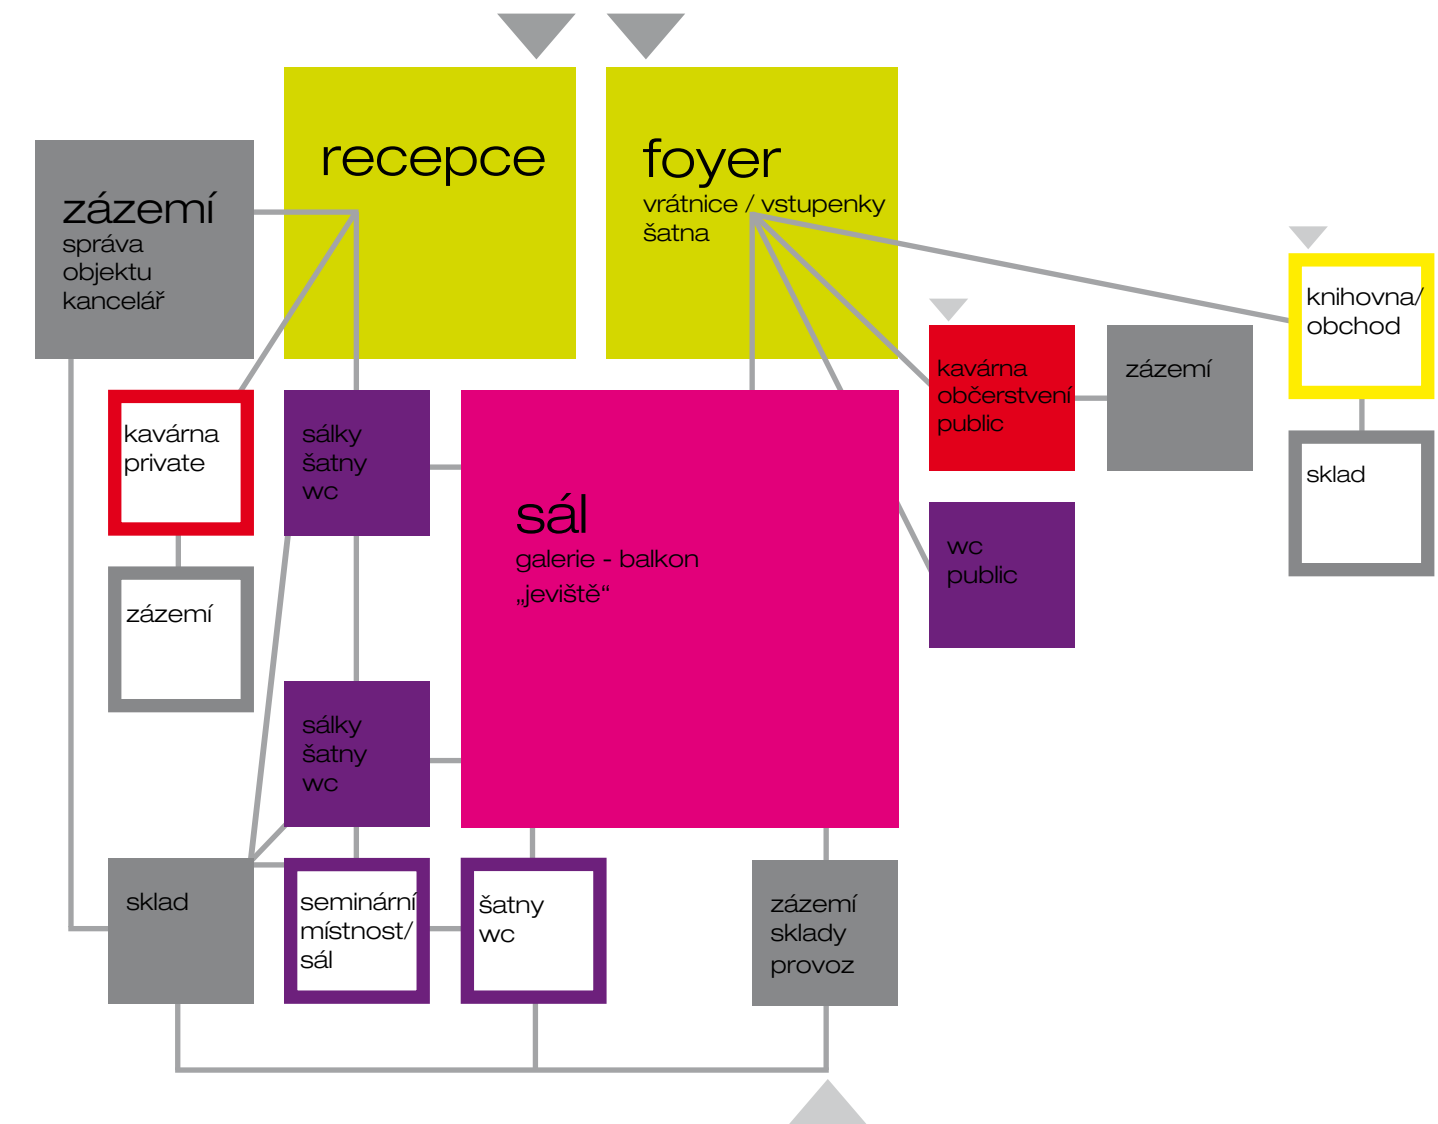 recepce
foyer
vrátnice / vstupenky
šatna
zázemí
správa
objektu
kancelář
knihovna/
obchod
kavárna
občerstvení
public
zázemí
kavárna
private
sálky
šatny
wc
sklad
sál
galerie - balkon
„jeviště“
wc
public
zázemí
sálky
šatny
wc
sklad
seminární
místnost/
sál
šatny
wc
zázemí
sklady
provoz